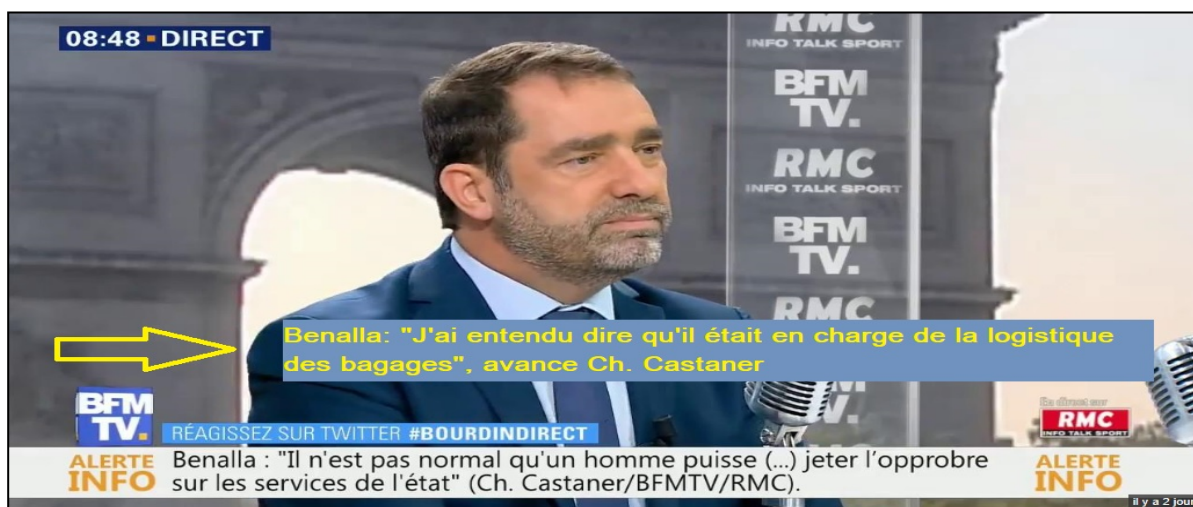 08:48 - DIRECT
RMC
INFO TALK SPORT
BFM
TV.
RMC
INFO TALK SPORT
BFM
TV.
RMC
Benalla: "J'ai entendu dire qu'il était en charge de la logistique
des bagages", avance Ch. Castaner
BFM
TV.
RÉAGISSEZ SUR TWITTER #BOURDINDIRECT
En direct sur
RMC
INFO TALK SPORT
ALERTE
INFO
Benalla : "Il n'est pas normal qu'un homme puisse (...) jeter l'opprobre
sur les services de l'état" (Ch. Castaner/BFMTV/RMC).
ALERTE
INFO
il y a 2 jour